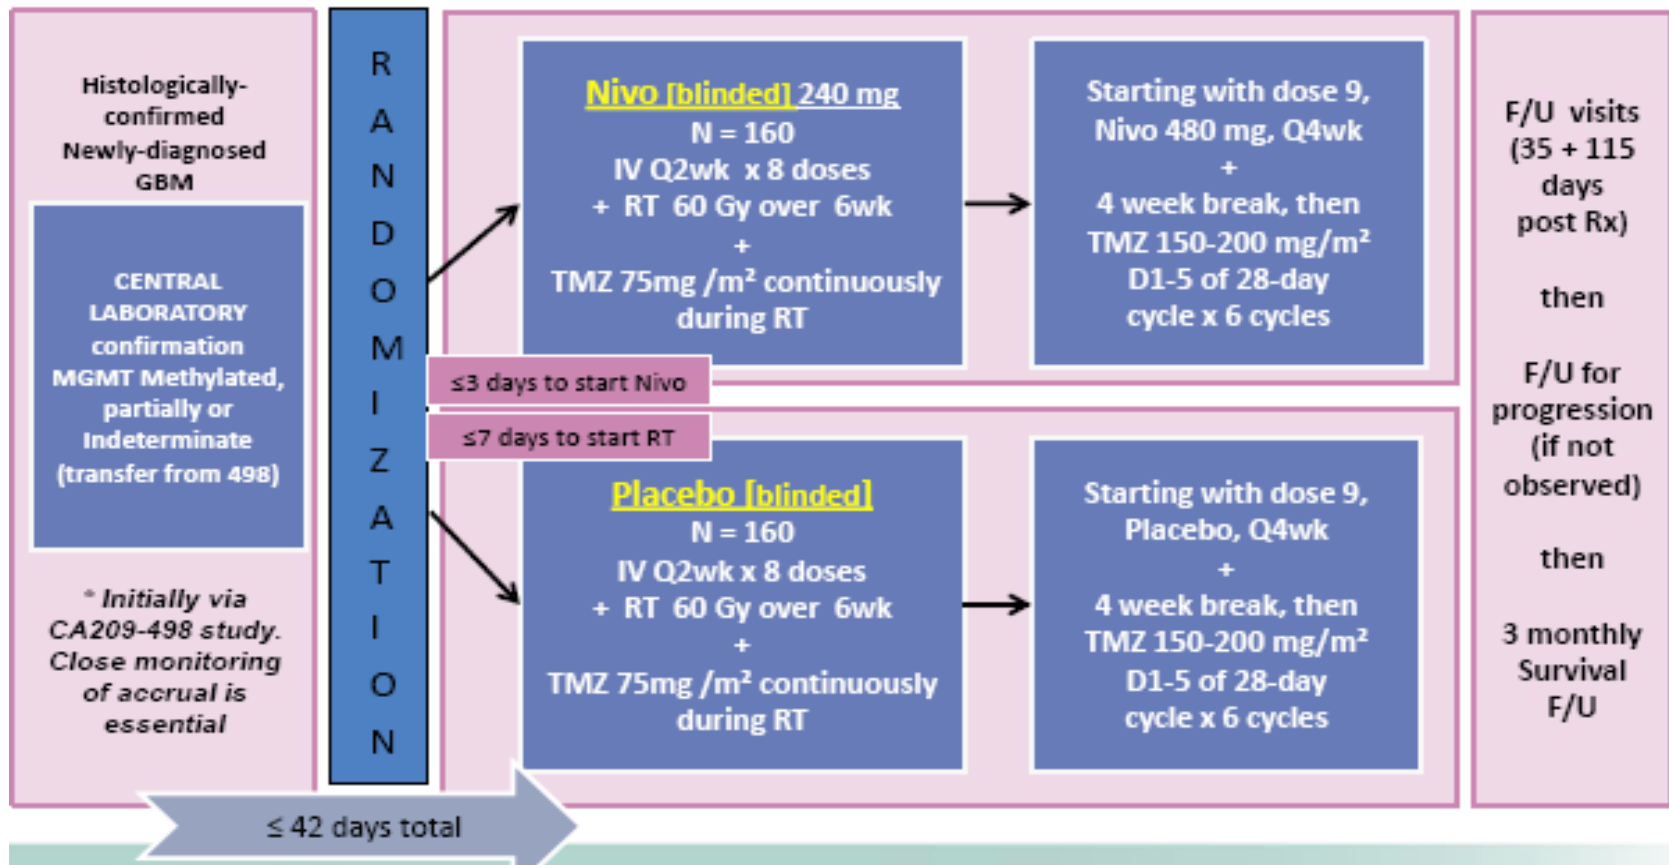 Histologically-
confirmed
Newly-diagnosed
GBM
CENTRAL
LABORATORY
confirmation
MGMT Methylated,
partially or
Indeterminate
(transfer from 498)
* Initially via
CA209-498 study.
Close monitoring
of accrual is
essential
R
A
N
D
O
M
I
Z
A
T
I
O
N
≤ 42 days total
Nivo [blinded] 240 mg
N = 160
IV Q2wk x 8 doses
+ RT 60 Gy over 6wk
+
TMZ 75mg /m² continuously
during RT
Starting with dose 9,
Nivo 480 mg, Q4wk
+
4 week break, then
TMZ 150-200 mg/m²
D1-5 of 28-day
cycle x 6 cycles
≤3 days to start Nivo
≤7 days to start RT
Placebo [blinded]
N = 160
IV Q2wk x 8 doses
+ RT 60 Gy over 6wk
+
TMZ 75mg /m² continuously
during RT
Starting with dose 9,
Placebo, Q4wk
+
4 week break, then
TMZ 150-200 mg/m²
D1-5 of 28-day
cycle x 6 cycles
F/U visits
(35 + 115
days
post Rx)
then
F/U for
progression
(if not
observed)
then
3 monthly
Survival
F/U